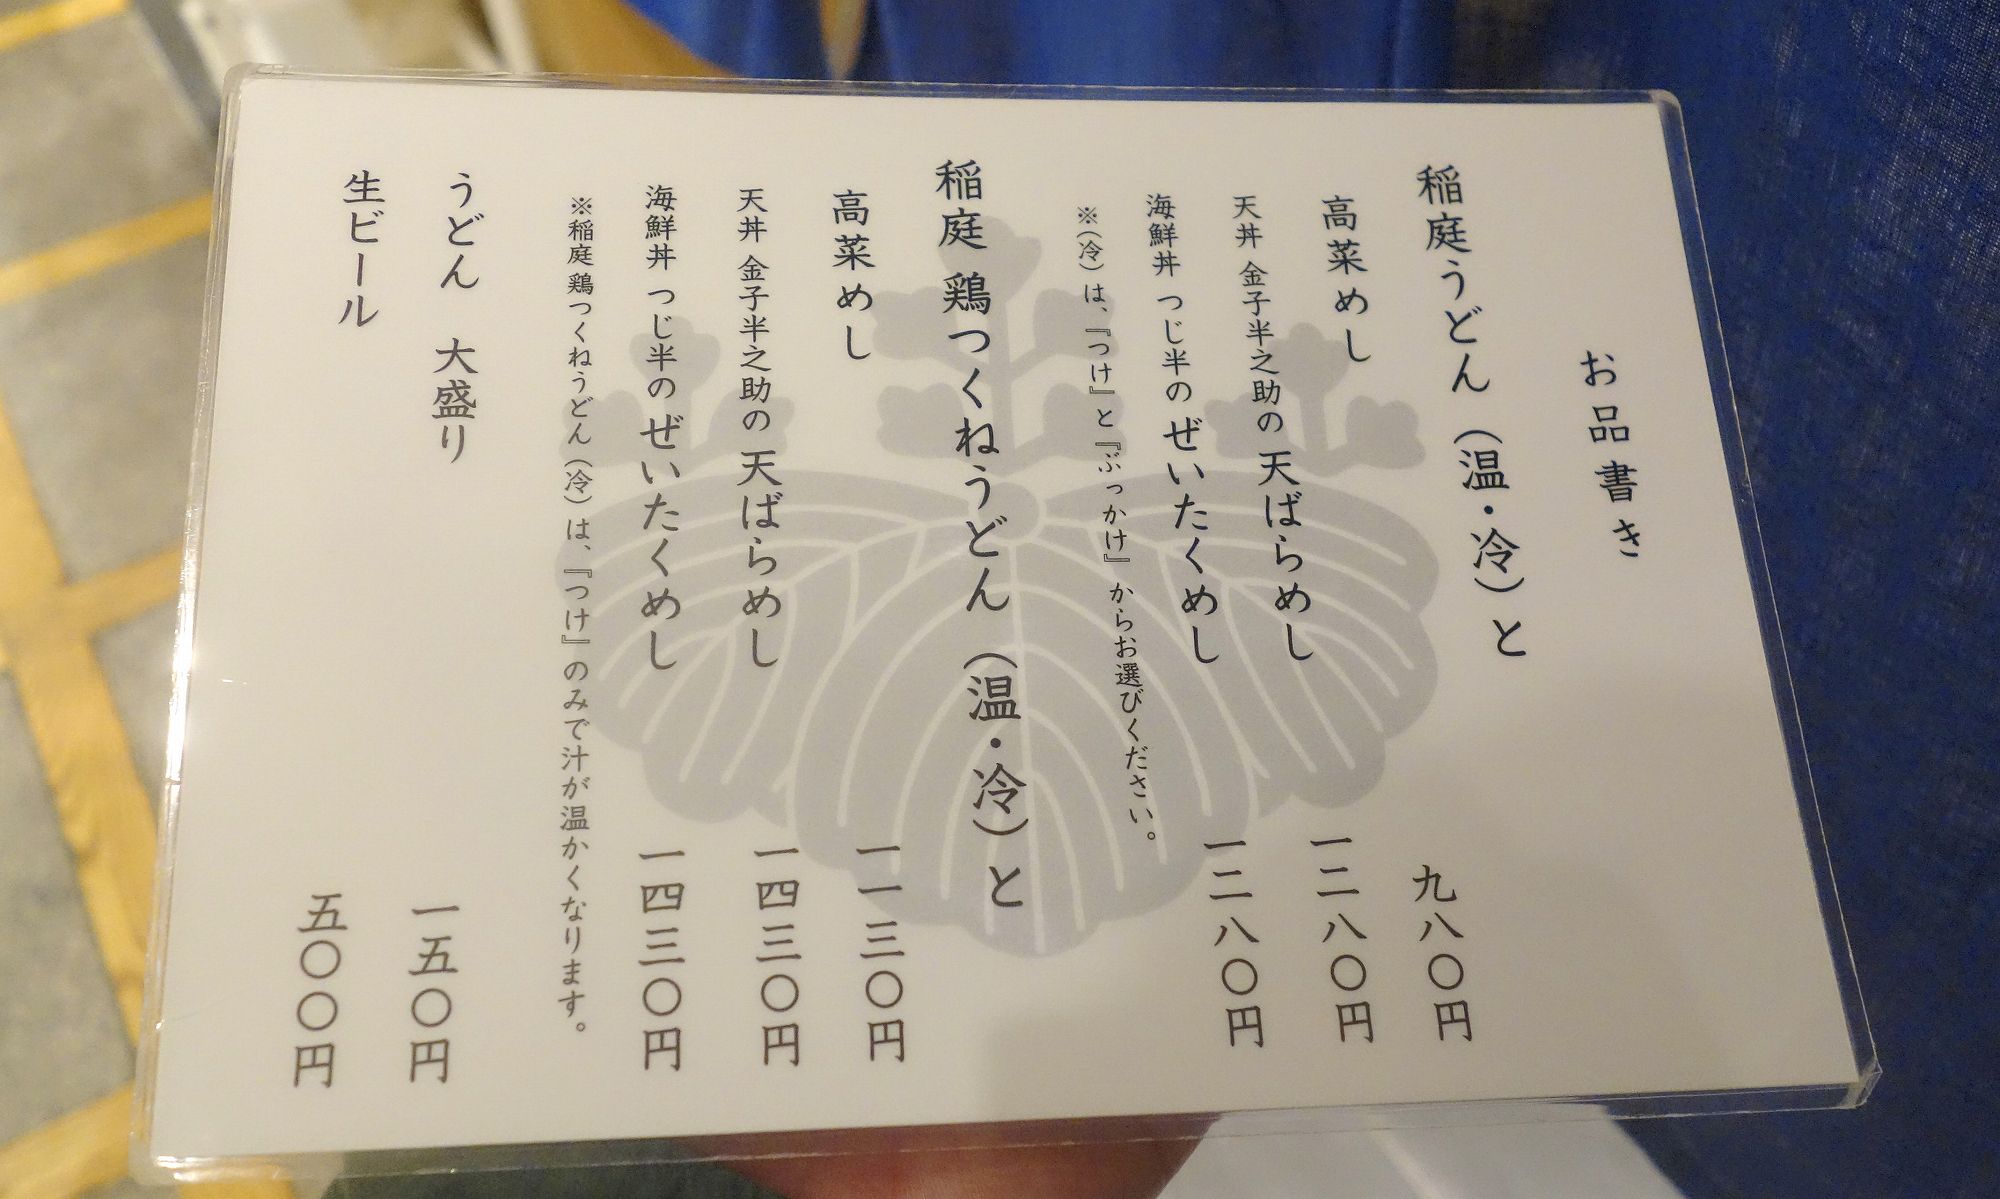 お品書き
稲庭うどん（温・冷）と
高菜めし 九八〇円
天丼 金子半之助の 天ばらめし 一二八〇円
海鮮丼 つじ半の ぜいたくめし 一二八〇円
※（冷）は、『つけ』と『ぶっかけ』からお選びください。
稲庭 鶏つくねうどん（温・冷）と
高菜めし 一一三〇円
天丼 金子半之助の 天ばらめし 一四三〇円
海鮮丼 つじ半の ぜいたくめし 一四三〇円
※稲庭 鶏つくねうどん（冷）は、『つけ』のみで汁が温かくなります。
うどん 大盛り 一五〇円
生ビール 五〇〇円